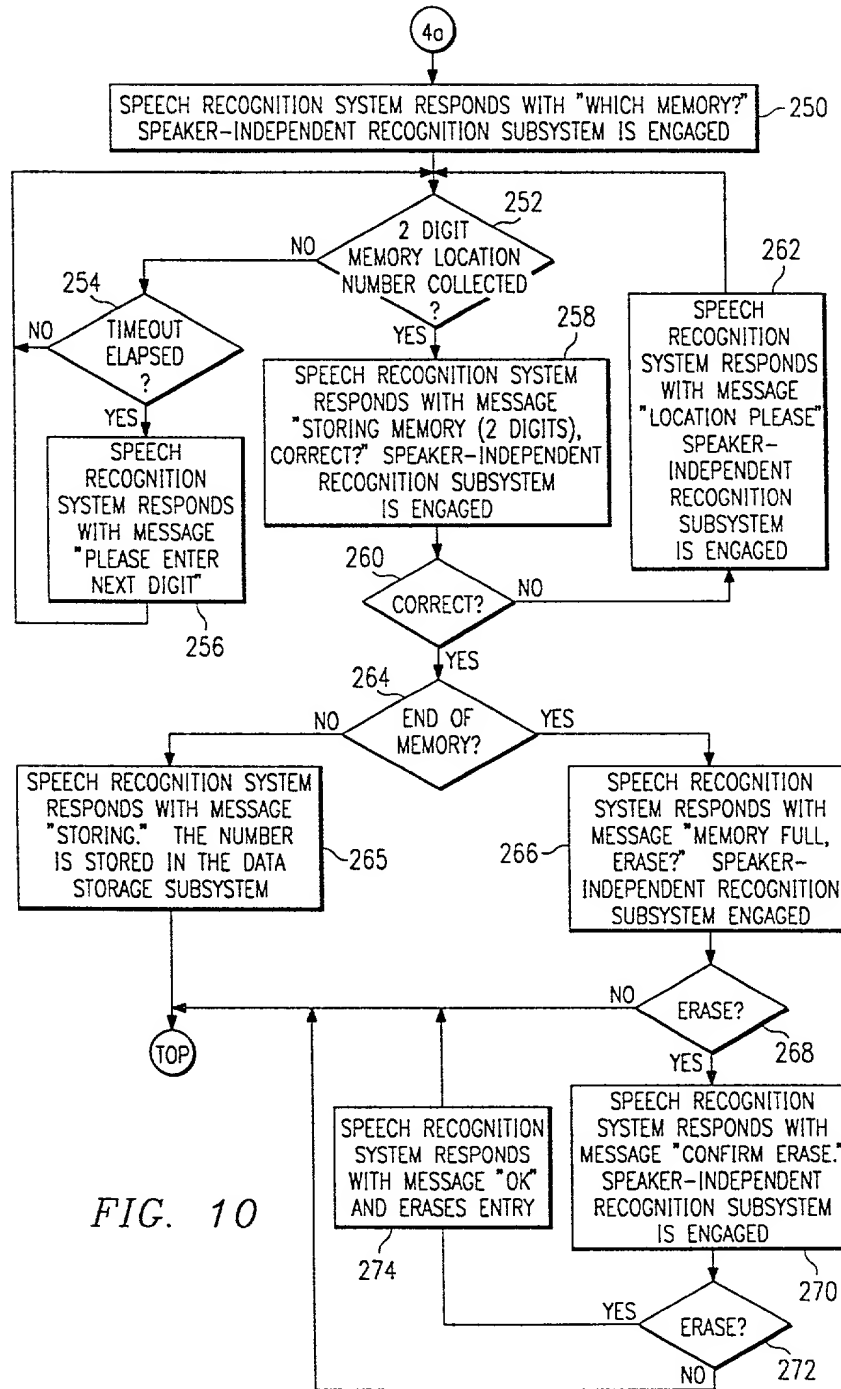 4a
SPEECH RECOGNITION SYSTEM RESPONDS WITH "WHICH MEMORY?"
SPEAKER-INDEPENDENT RECOGNITION SUBSYSTEM IS ENGAGED
250
2 DIGIT
MEMORY LOCATION
NUMBER COLLECTED
?
252
NO
YES
254
TIMEOUT
ELAPSED
?
NO
YES
SPEECH
RECOGNITION
SYSTEM RESPONDS
WITH MESSAGE
"PLEASE ENTER
NEXT DIGIT"
256
258
SPEECH RECOGNITION SYSTEM
RESPONDS WITH MESSAGE
"STORING MEMORY (2 DIGITS),
CORRECT?" SPEAKER-INDEPENDENT
RECOGNITION SUBSYSTEM
IS ENGAGED
262
SPEECH
RECOGNITION
SYSTEM RESPONDS
WITH MESSAGE
"LOCATION PLEASE"
SPEAKER-
INDEPENDENT
RECOGNITION
SUBSYSTEM
IS ENGAGED
260
CORRECT?
NO
YES
264
END OF
MEMORY?
NO
YES
SPEECH RECOGNITION SYSTEM
RESPONDS WITH MESSAGE
"STORING." THE NUMBER
IS STORED IN THE DATA
STORAGE SUBSYSTEM
265
266
SPEECH RECOGNITION
SYSTEM RESPONDS WITH
MESSAGE "MEMORY FULL,
ERASE?" SPEAKER-
INDEPENDENT RECOGNITION
SUBSYSTEM ENGAGED
NO
ERASE?
268
YES
TOP
SPEECH RECOGNITION
SYSTEM RESPONDS
WITH MESSAGE "OK"
AND ERASES ENTRY
274
SPEECH RECOGNITION
SYSTEM RESPONDS WITH
MESSAGE "CONFIRM ERASE."
SPEAKER-INDEPENDENT
RECOGNITION SUBSYSTEM
IS ENGAGED
270
YES
ERASE?
272
NO
FIG. 10